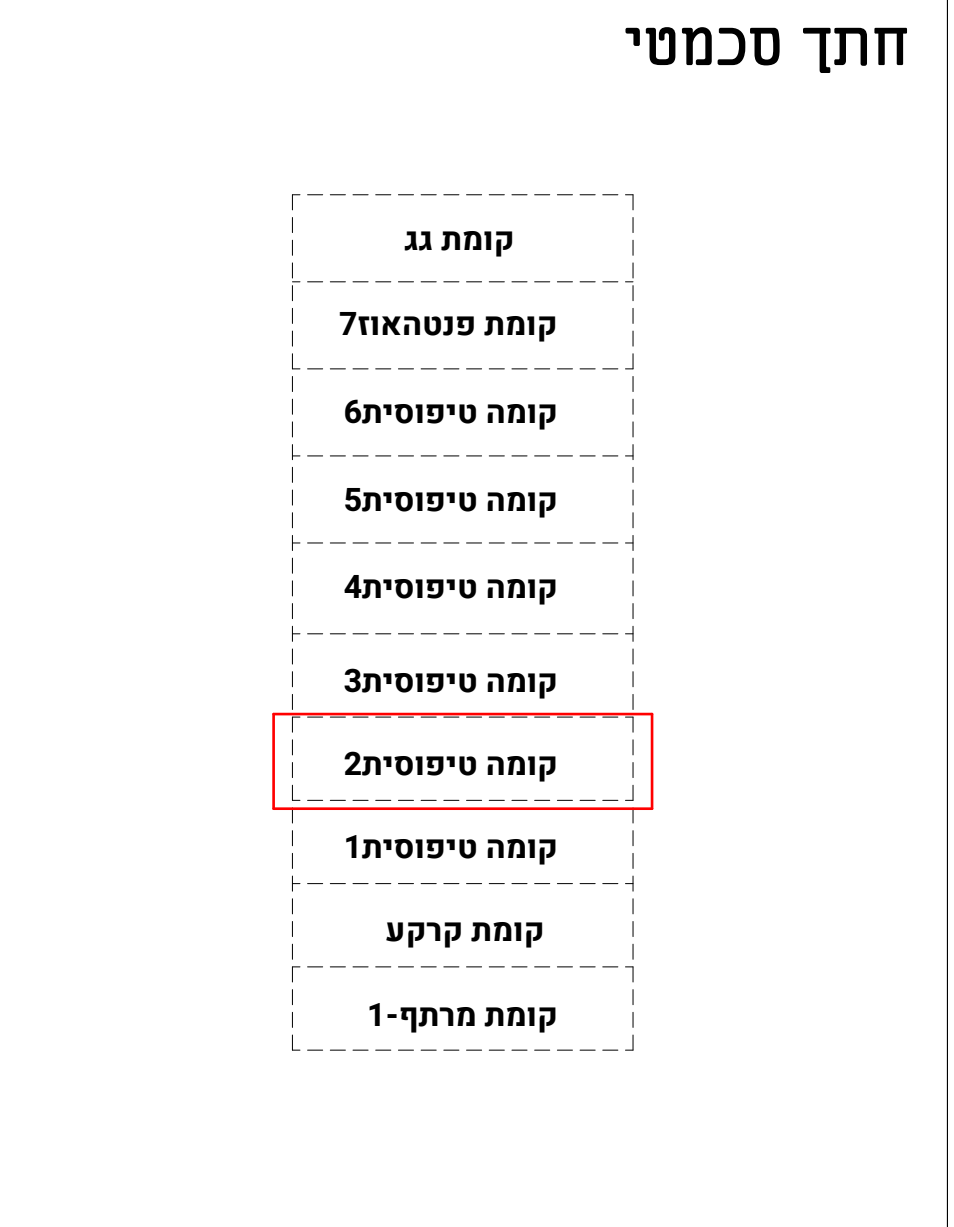 חתך סכמטי
קומת גג
קומת פנטהאוז7
קומה טיפוסית6
קומה טיפוסית5
קומה טיפוסית4
קומה טיפוסית3
קומה טיפוסית2
קומה טיפוסית1
קומת קרקע
קומת מרתף-1